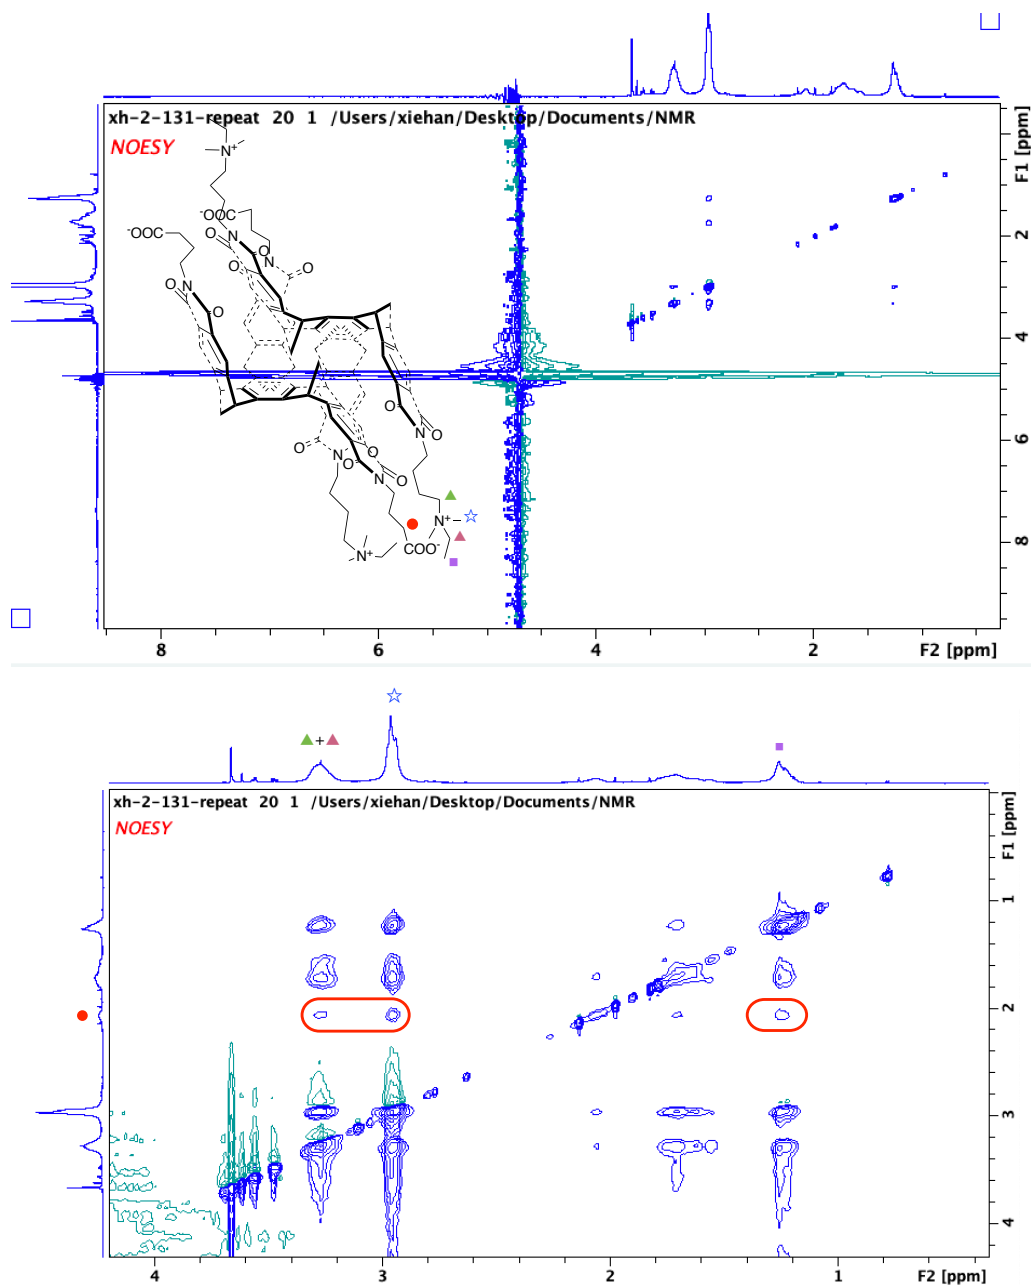 xh-2-131-repeat 20 1 /Users/xiehan/Desktop/Documents/NMR
NOESY
N+
-OOC
-OOC
N
O
O
N
O
O
O
N
O
O
O
N
O
O
N
O
O
O
N
N
O
N+
COO-
N+
F1 [ppm]
2
4
6
8
8
6
4
2
F2 [ppm]
+
xh-2-131-repeat 20 1 /Users/xiehan/Desktop/Documents/NMR
NOESY
F1 [ppm]
1
2
3
4
4
3
2
1
F2 [ppm]